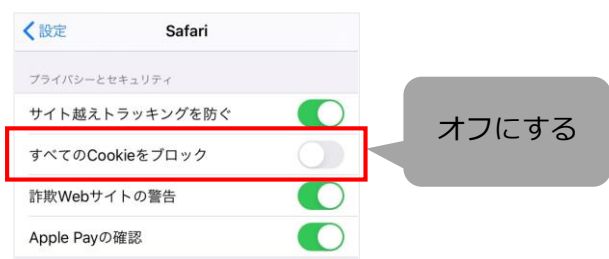 設定
Safari
プライバシーとセキュリティ
サイト越えトラッキングを防ぐ
すべてのCookieをブロック
オフにする
詐欺Webサイトの警告
Apple Payの確認